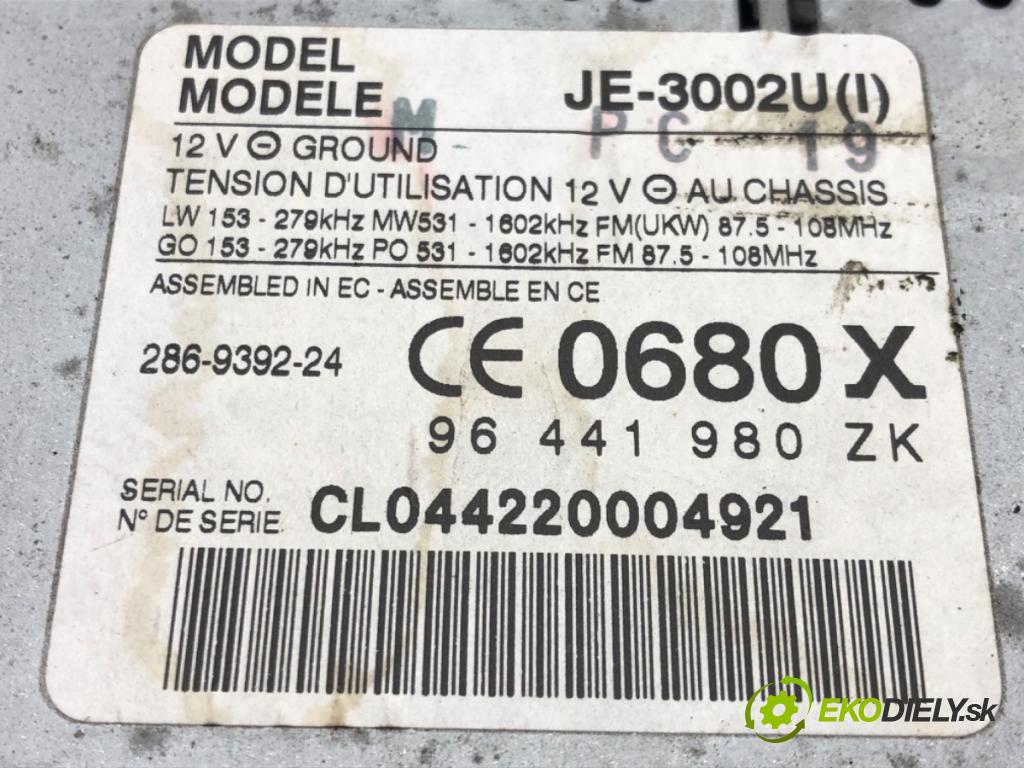 MODEL
MODELE JE-3002U(I)
M PC 19
12 V ⊖ GROUND
TENSION D'UTILISATION 12 V ⊖ AU CHASSIS
LW 153 - 279kHz MW531 - 1602kHz FM(UKW) 87.5 - 108MHz
GO 153 - 279kHz PO 531 - 1602kHz FM 87.5 - 108MHz
ASSEMBLED IN EC - ASSEMBLE EN CE
286-9392-24 CE 0680 X
96 441 980 ZK
SERIAL NO.
N° DE SERIE CL044220004921
EKODIELY.sk